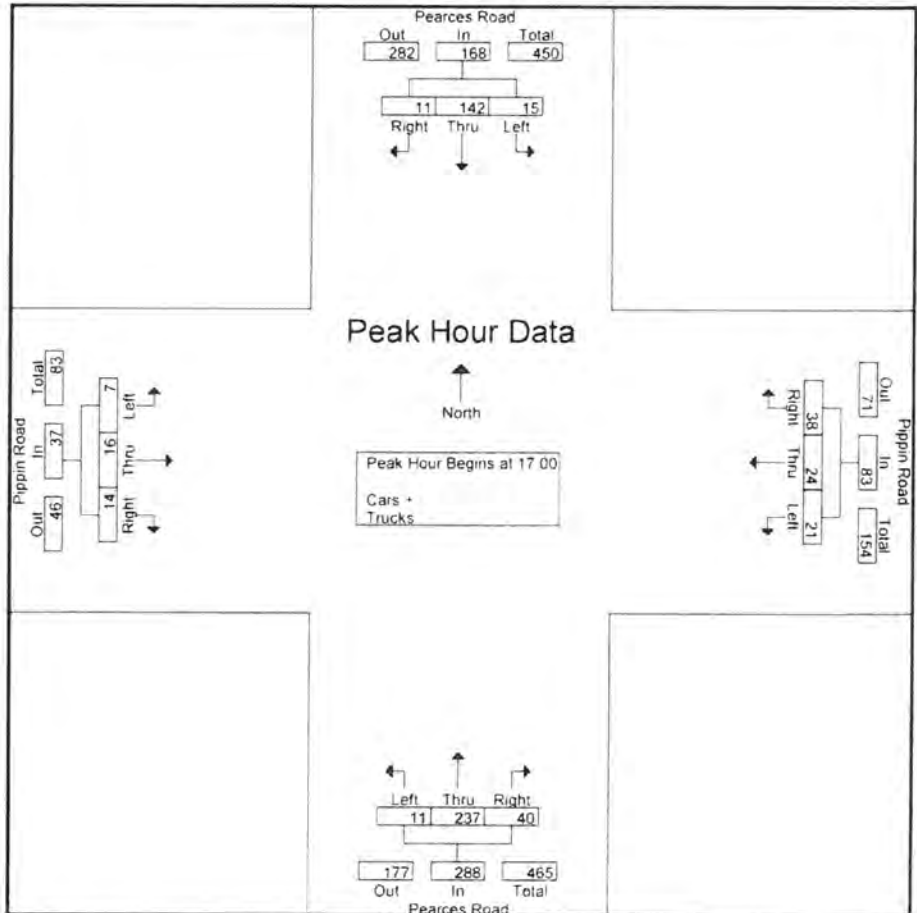 Pearces Road
Out In Total
282 168 450
11 142 15
Right Thru Left
Peak Hour Data
North
Peak Hour Begins at 17 00
Cars +
Trucks
Pippin Road
Total In Out
83 37 46
7 16 14
Left Thru Right
Pippin Road
Out In Total
71 83 154
38 24 21
Right Thru Left
Left Thru Right
11 237 40
177 288 465
Out In Total
Pearces Road